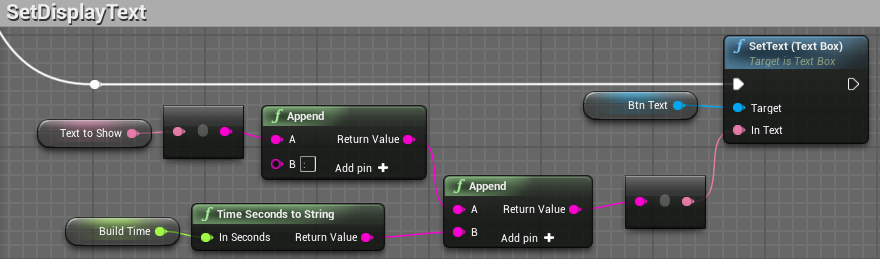 SetDisplayText
f SetText (Text Box)
Target is Text Box
Btn Text
Target
In Text
Text to Show
f Append
A Return Value
B : Add pin +
f Append
A Return Value
B
Add pin +
Build Time
f Time Seconds to String
In Seconds Return Value